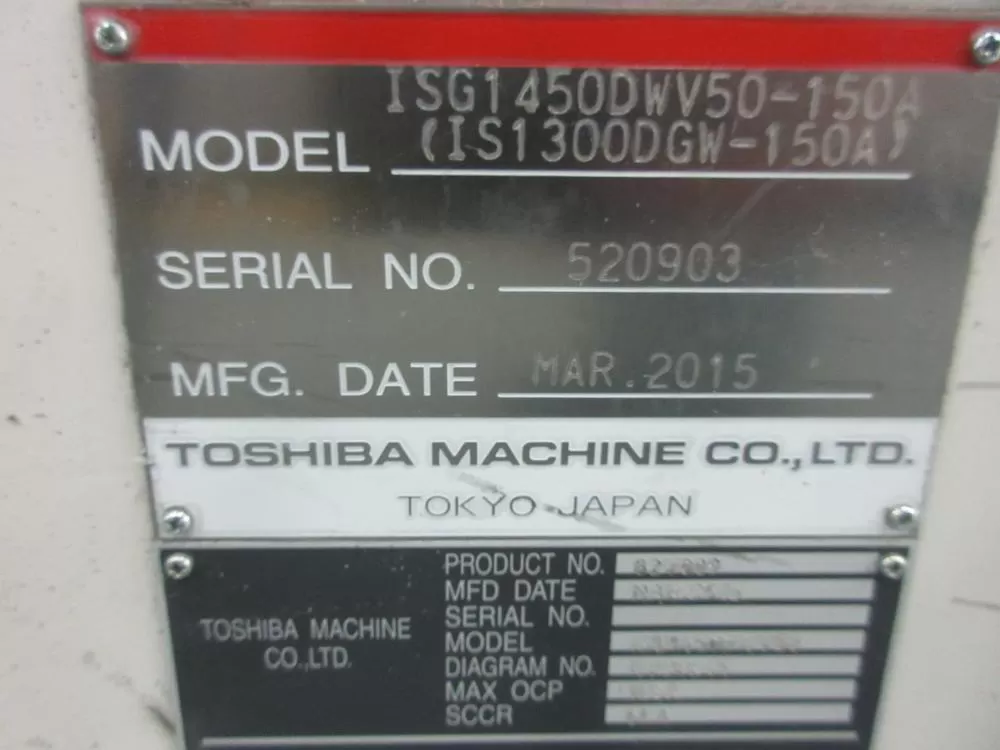 ISG1450DWV50-150A
MODEL (IS1300DGW-150A)
SERIAL NO. 520903
MFG. DATE MAR.2015
TOSHIBA MACHINE CO.,LTD.
TOKYO JAPAN
TOSHIBA MACHINE
CO.,LTD.
PRODUCT NO.
MFD DATE
SERIAL NO.
MODEL
DIAGRAM NO.
MAX OCP
SCCR